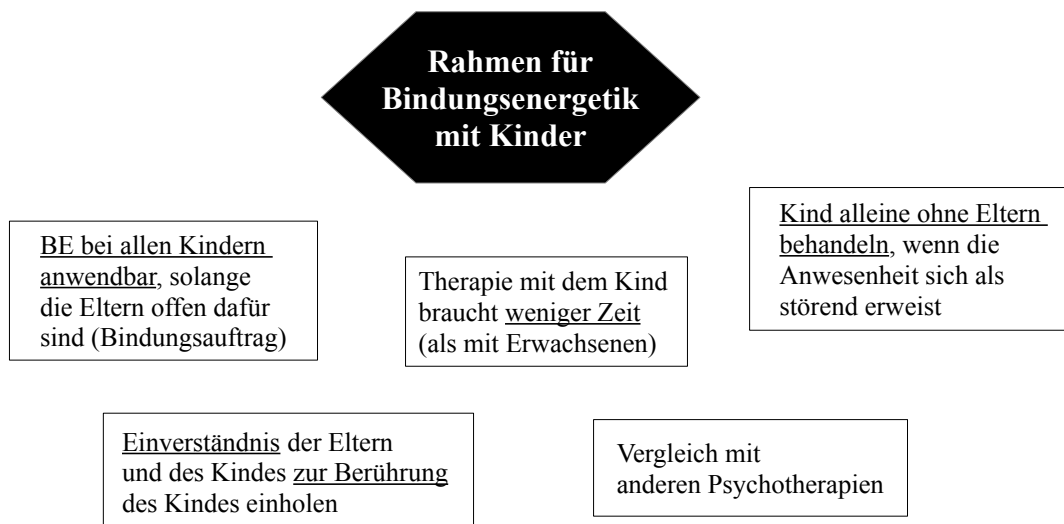 Rahmen für
Bindungsenergetik
mit Kinder
BE bei allen Kindern
anwendbar, solange
die Eltern offen dafür
sind (Bindungsauftrag)
Therapie mit dem Kind
braucht weniger Zeit
(als mit Erwachsenen)
Kind alleine ohne Eltern
behandeln, wenn die
Anwesenheit sich als
störend erweist
Einverständnis der Eltern
und des Kindes zur Berührung
des Kindes einholen
Vergleich mit
anderen Psychotherapien